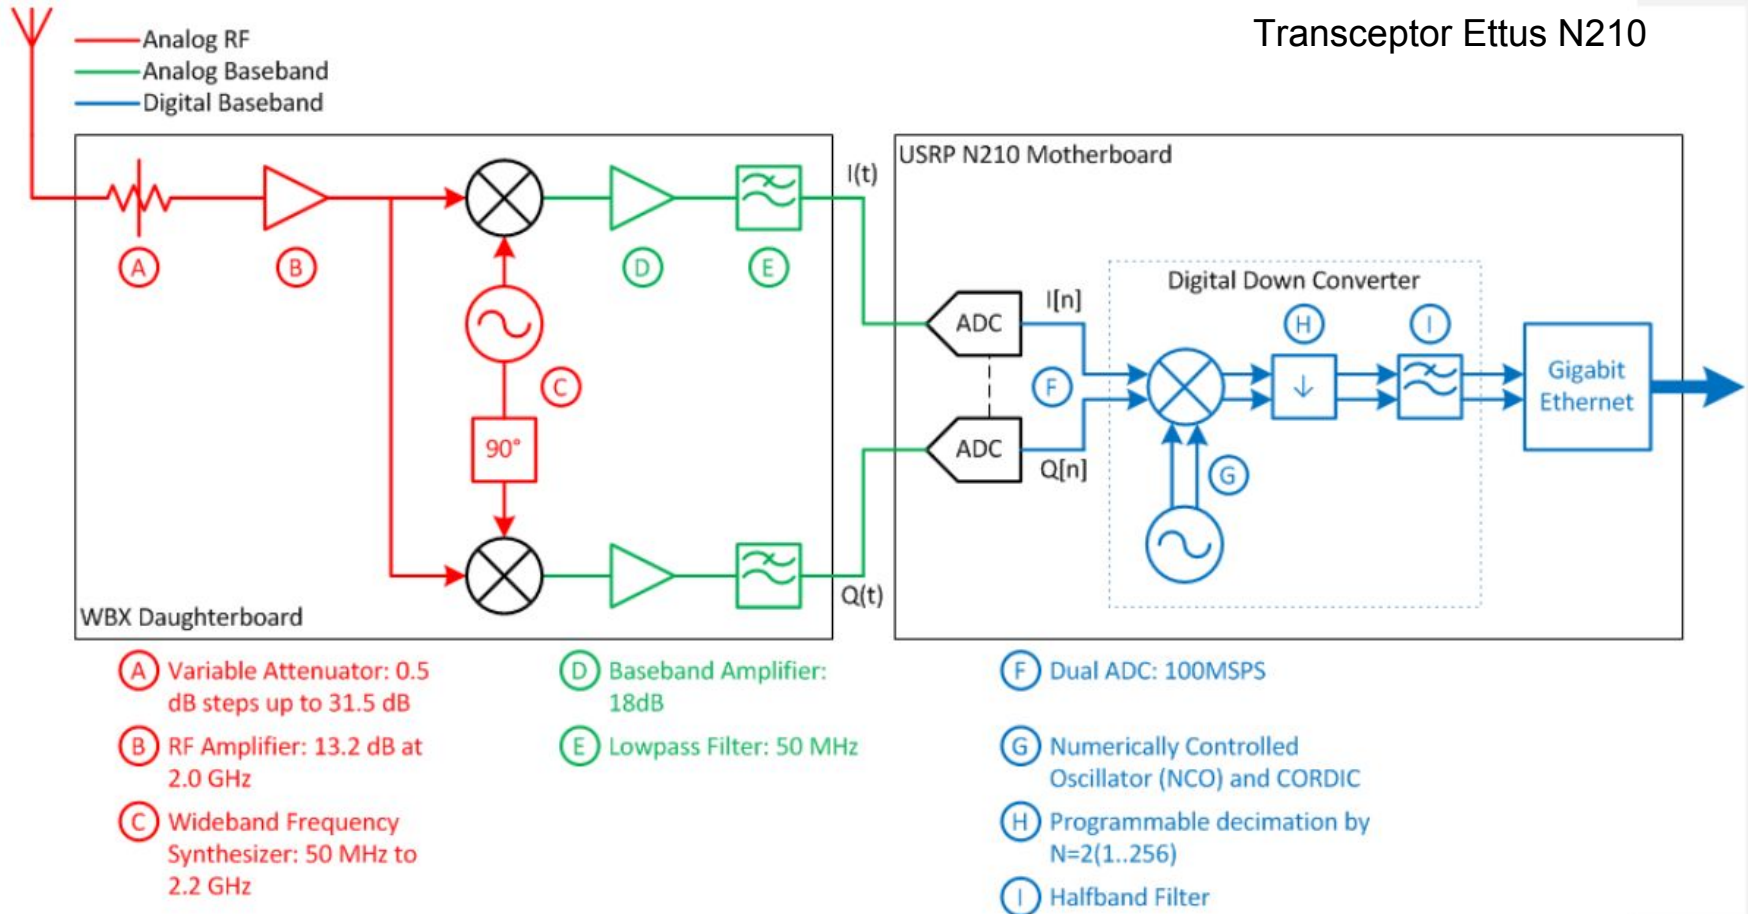 Transceptor Ettus N210
Analog RF
Analog Baseband
Digital Baseband
USRP N210 Motherboard
I(t)
A
B
D
E
Digital Down Converter
I[n]
ADC
H
I
C
F
Gigabit
Ethernet
↓
90°
ADC
Q[n]
G
Q(t)
WBX Daughterboard
A Variable Attenuator: 0.5
dB steps up to 31.5 dB
B RF Amplifier: 13.2 dB at
2.0 GHz
C Wideband Frequency
Synthesizer: 50 MHz to
2.2 GHz
D Baseband Amplifier:
18dB
E Lowpass Filter: 50 MHz
F Dual ADC: 100MSPS
G Numerically Controlled
Oscillator (NCO) and CORDIC
H Programmable decimation by
N=2(1..256)
I Halfband Filter